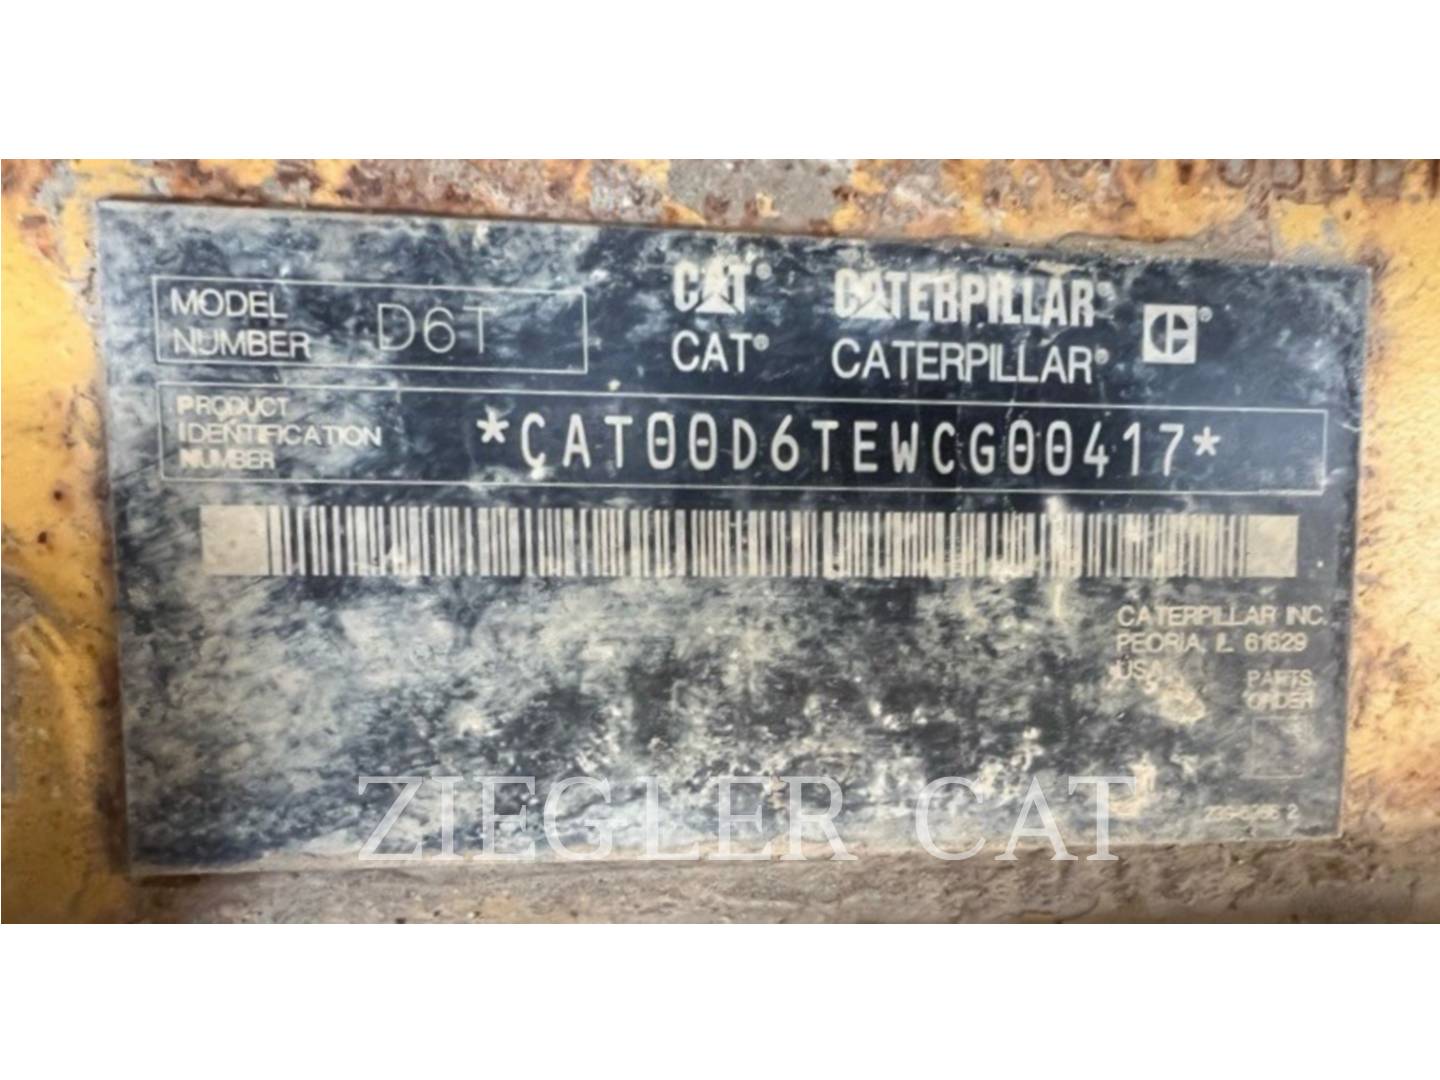 MODEL
NUMBER
D6T
CAT® CATERPILLAR®
CAT® CATERPILLAR®
PRODUCT
IDENTIFICATION
NUMBER
*CAT00D6TEWCG00417*
CATERPILLAR INC.
PEORIA, IL 61629
USA
PARTS
ORDER
ZIEGLER CAT